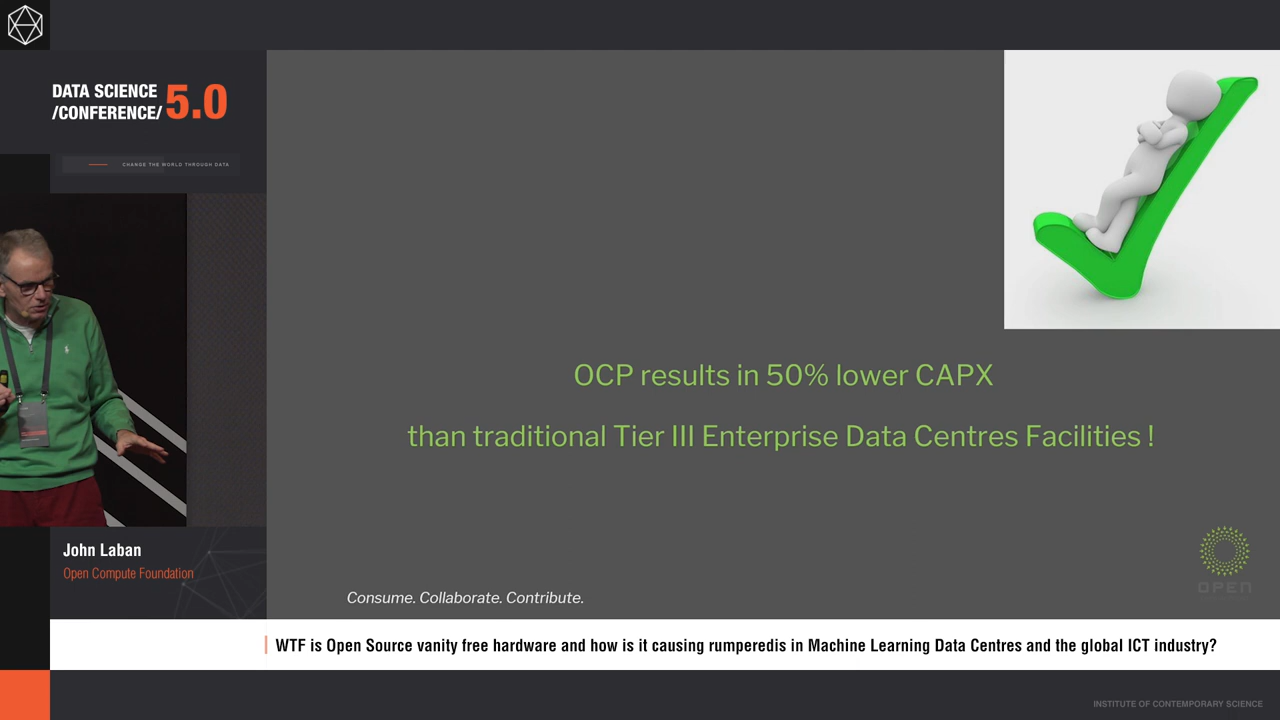 DATA SCIENCE
/CONFERENCE/ 5.0
CHANGE THE WORLD THROUGH DATA
OCP results in 50% lower CAPX
than traditional Tier III Enterprise Data Centres Facilities !
OPEN
John Laban
Open Compute Foundation
Consume. Collaborate. Contribute.
WTF is Open Source vanity free hardware and how is it causing rumperedis in Machine Learning Data Centres and the global ICT industry?
INSTITUTE OF CONTEMPORARY SCIENCE